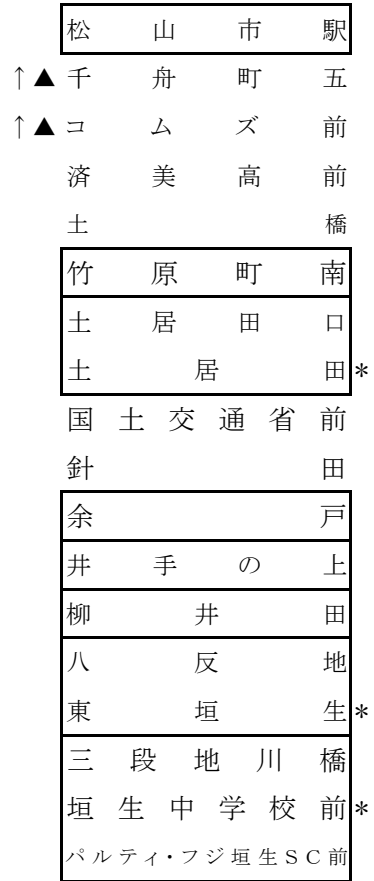 松山市駅
↑▲千舟町五
↑▲コムズ前
済美高前
土橋
竹原町南
土居田口
土居田*
国土交通省前
針田
余戸
井手の上
柳井田
八反地
東垣生*
三段地川橋
垣生中学校前*
パルティ・フジ垣生SC前